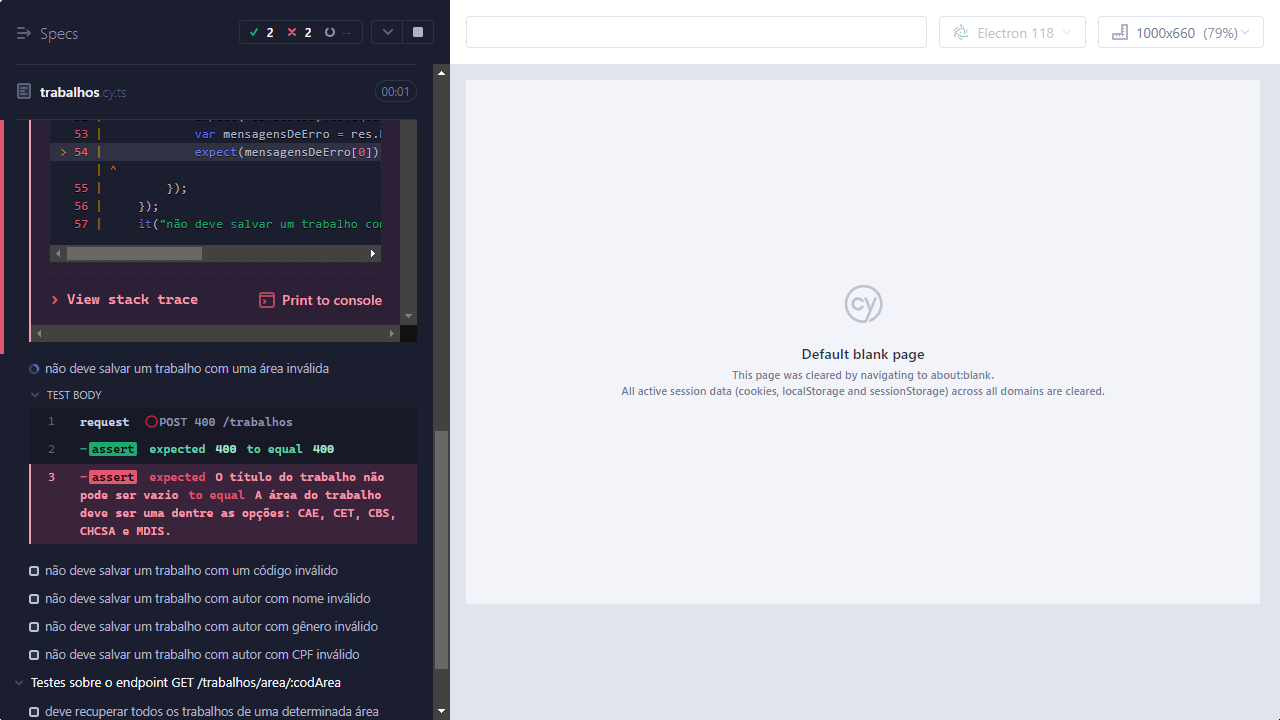 Specs
2
2
--
Electron 118
1000x660 (79%)
trabalhos.cy.ts
00:01
53 | var mensagensDeErro = res.
> 54 | expect(mensagensDeErro[0])
| ^
55 | });
56 | });
57 | it("não deve salvar um trabalho co
View stack trace
Print to console
não deve salvar um trabalho com uma área inválida
TEST BODY
1 request POST 400 /trabalhos
2 -assert expected 400 to equal 400
3 -assert expected O título do trabalho não
pode ser vazio to equal A área do trabalho
deve ser uma dentre as opções: CAE, CET, CBS,
CHCSA e MDIS.
não deve salvar um trabalho com um código inválido
não deve salvar um trabalho com autor com nome inválido
não deve salvar um trabalho com autor com gênero inválido
não deve salvar um trabalho com autor com CPF inválido
Testes sobre o endpoint GET /trabalhos/area/:codArea
deve recuperar todos os trabalhos de uma determinada área
cy
Default blank page
This page was cleared by navigating to about:blank.
All active session data (cookies, localStorage and sessionStorage) across all domains are cleared.